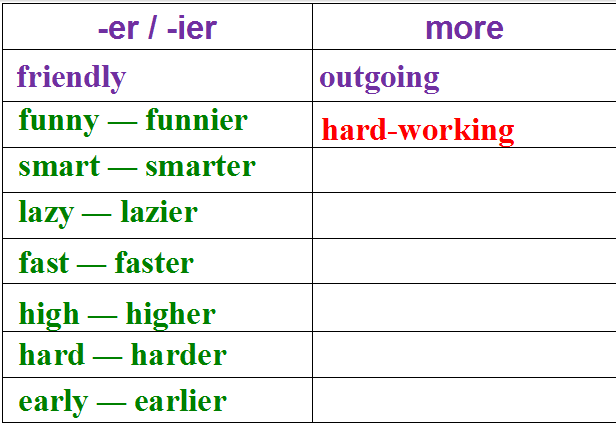 -er / -ier more
friendly outgoing
funny — funnier hard-working
smart — smarter
lazy — lazier
fast — faster
high — higher
hard — harder
early — earlier